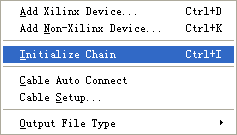 Add Xilinx Device... Ctrl+D
Add Non-Xilinx Device... Ctrl+K
Initialize Chain Ctrl+I
Cable Auto Connect
Cable Setup...
Output File Type